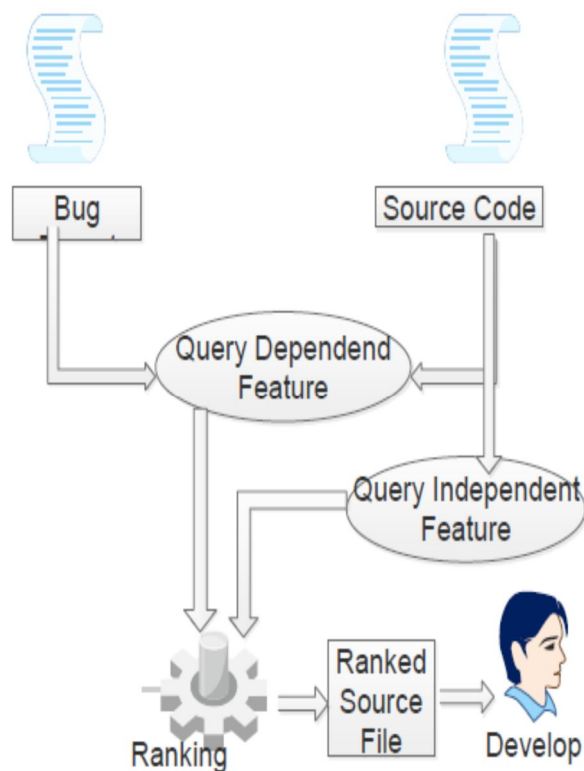 Bug
Source Code
Query Dependend
Feature
Query Independent
Feature
Ranked
Source
File
Ranking
Develop